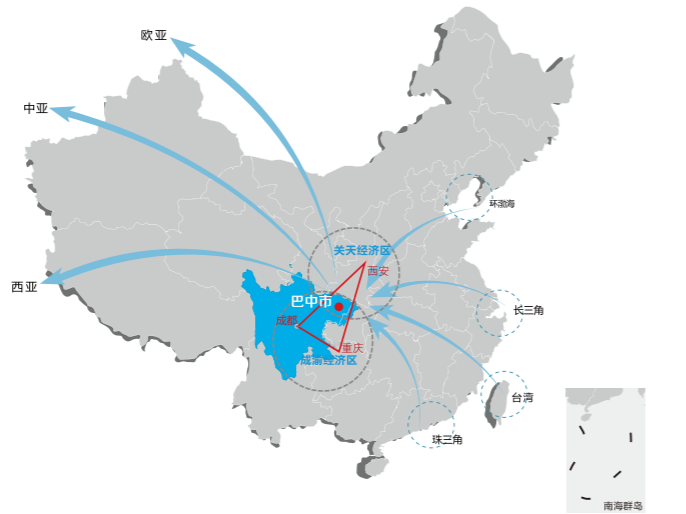 欧亚
中亚
环渤海
关天经济区
西安
西亚
巴中市
长三角
成都
重庆
成渝经济区
台湾
珠三角
南海群岛